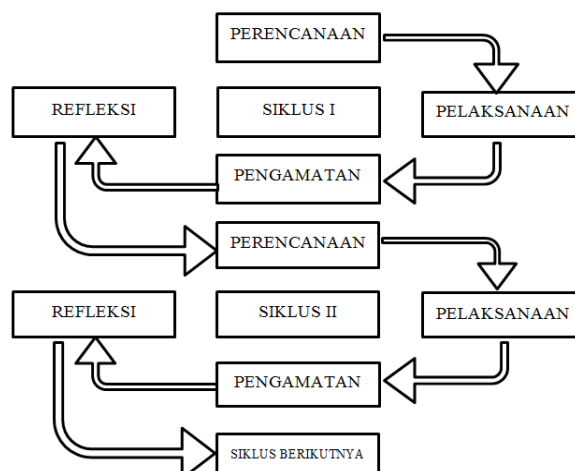 PERENCANAAN
REFLEKSI
SIKLUS I
PELAKSANAAN
PENGAMATAN
PERENCANAAN
REFLEKSI
SIKLUS II
PELAKSANAAN
PENGAMATAN
SIKLUS BERIKUTNYA